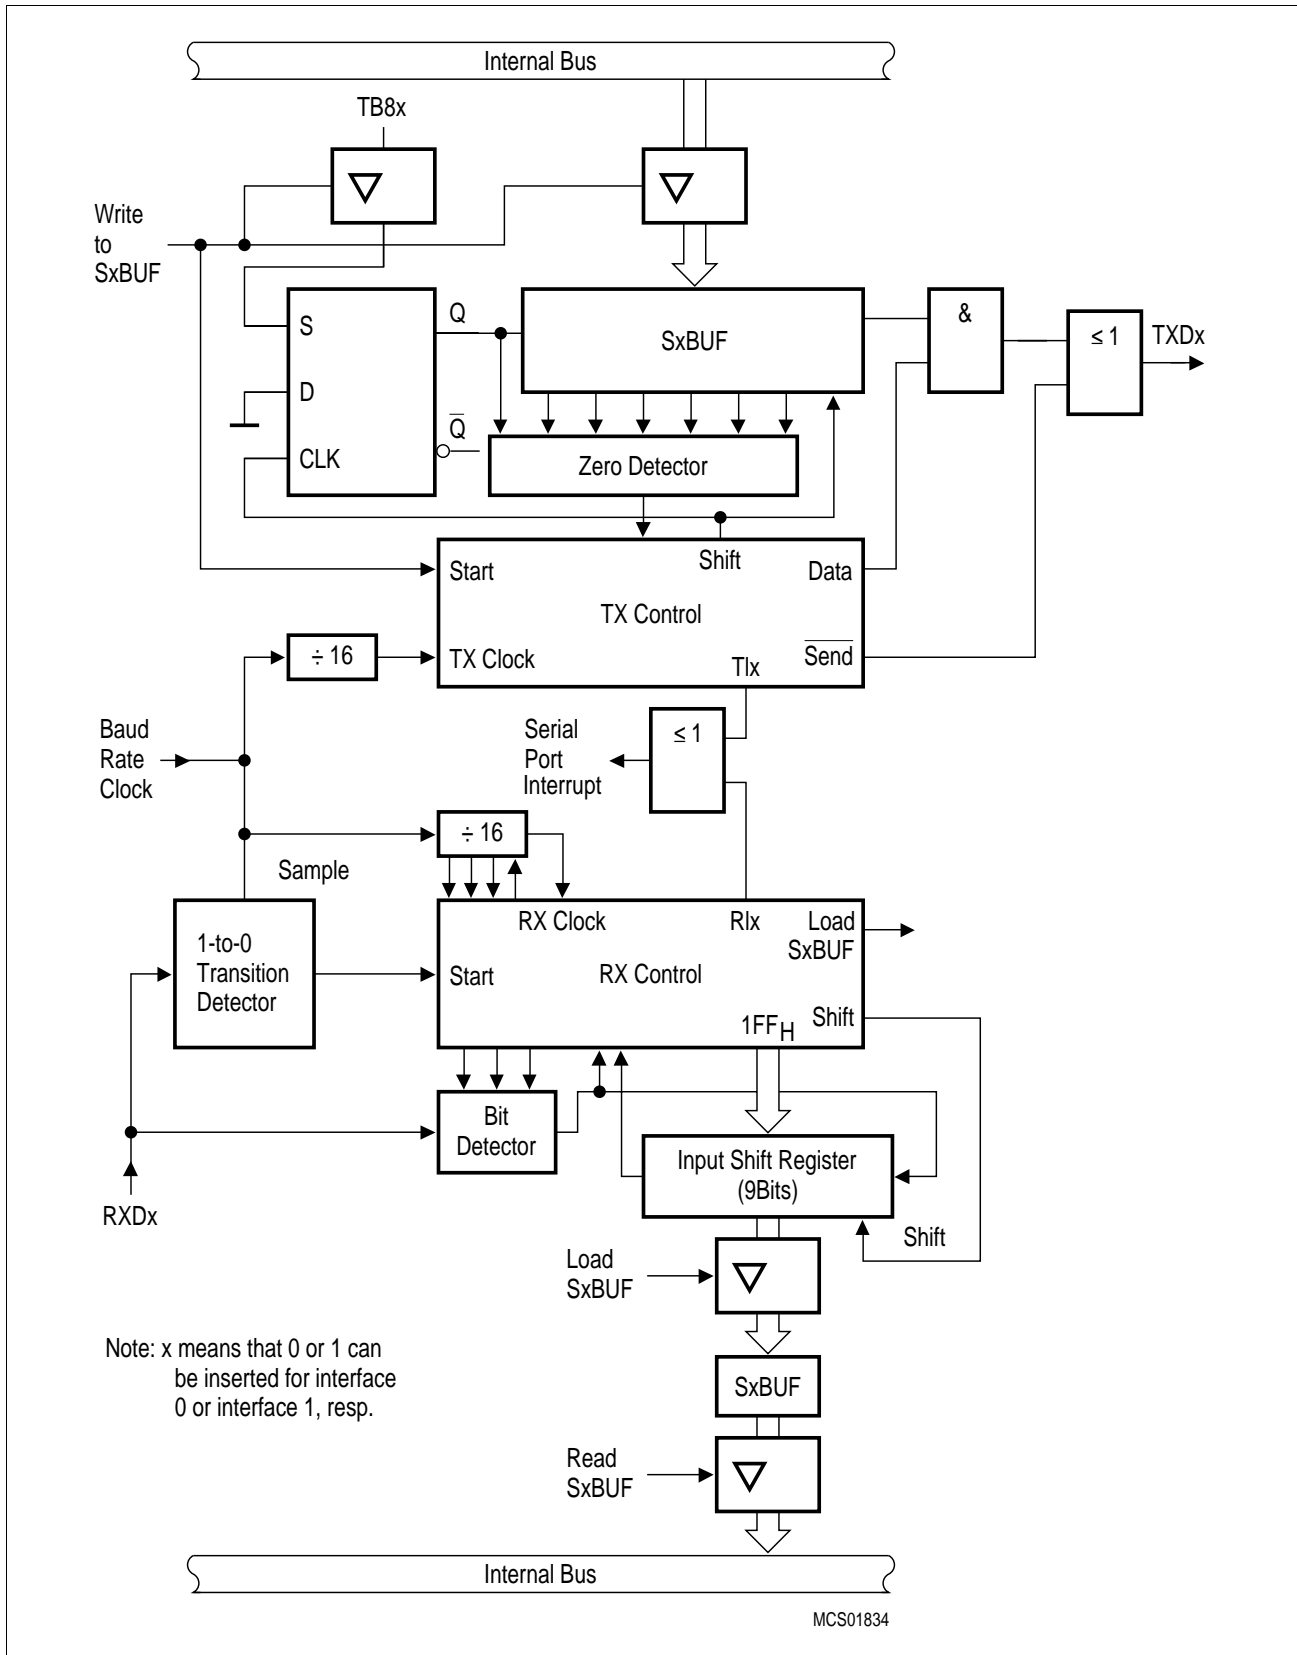 Internal Bus
TB8x
Write
to
SxBUF
S
D
CLK
Q
Q̅
SxBUF
Zero Detector
&
≤ 1
TXDx
Start
Shift
Data
TX Control
TX Clock
TIx
S̅e̅n̅d̅
÷ 16
Baud
Rate
Clock
Serial
Port
Interrupt
≤ 1
÷ 16
Sample
1-to-0
Transition
Detector
RX Clock
RIx
Load
SxBUF
Start
RX Control
1FF H
Shift
Bit
Detector
Input Shift Register
(9Bits)
RXDx
Shift
Load
SxBUF
Note: x means that 0 or 1 can
be inserted for interface
0 or interface 1, resp.
SxBUF
Read
SxBUF
Internal Bus
MCS01834